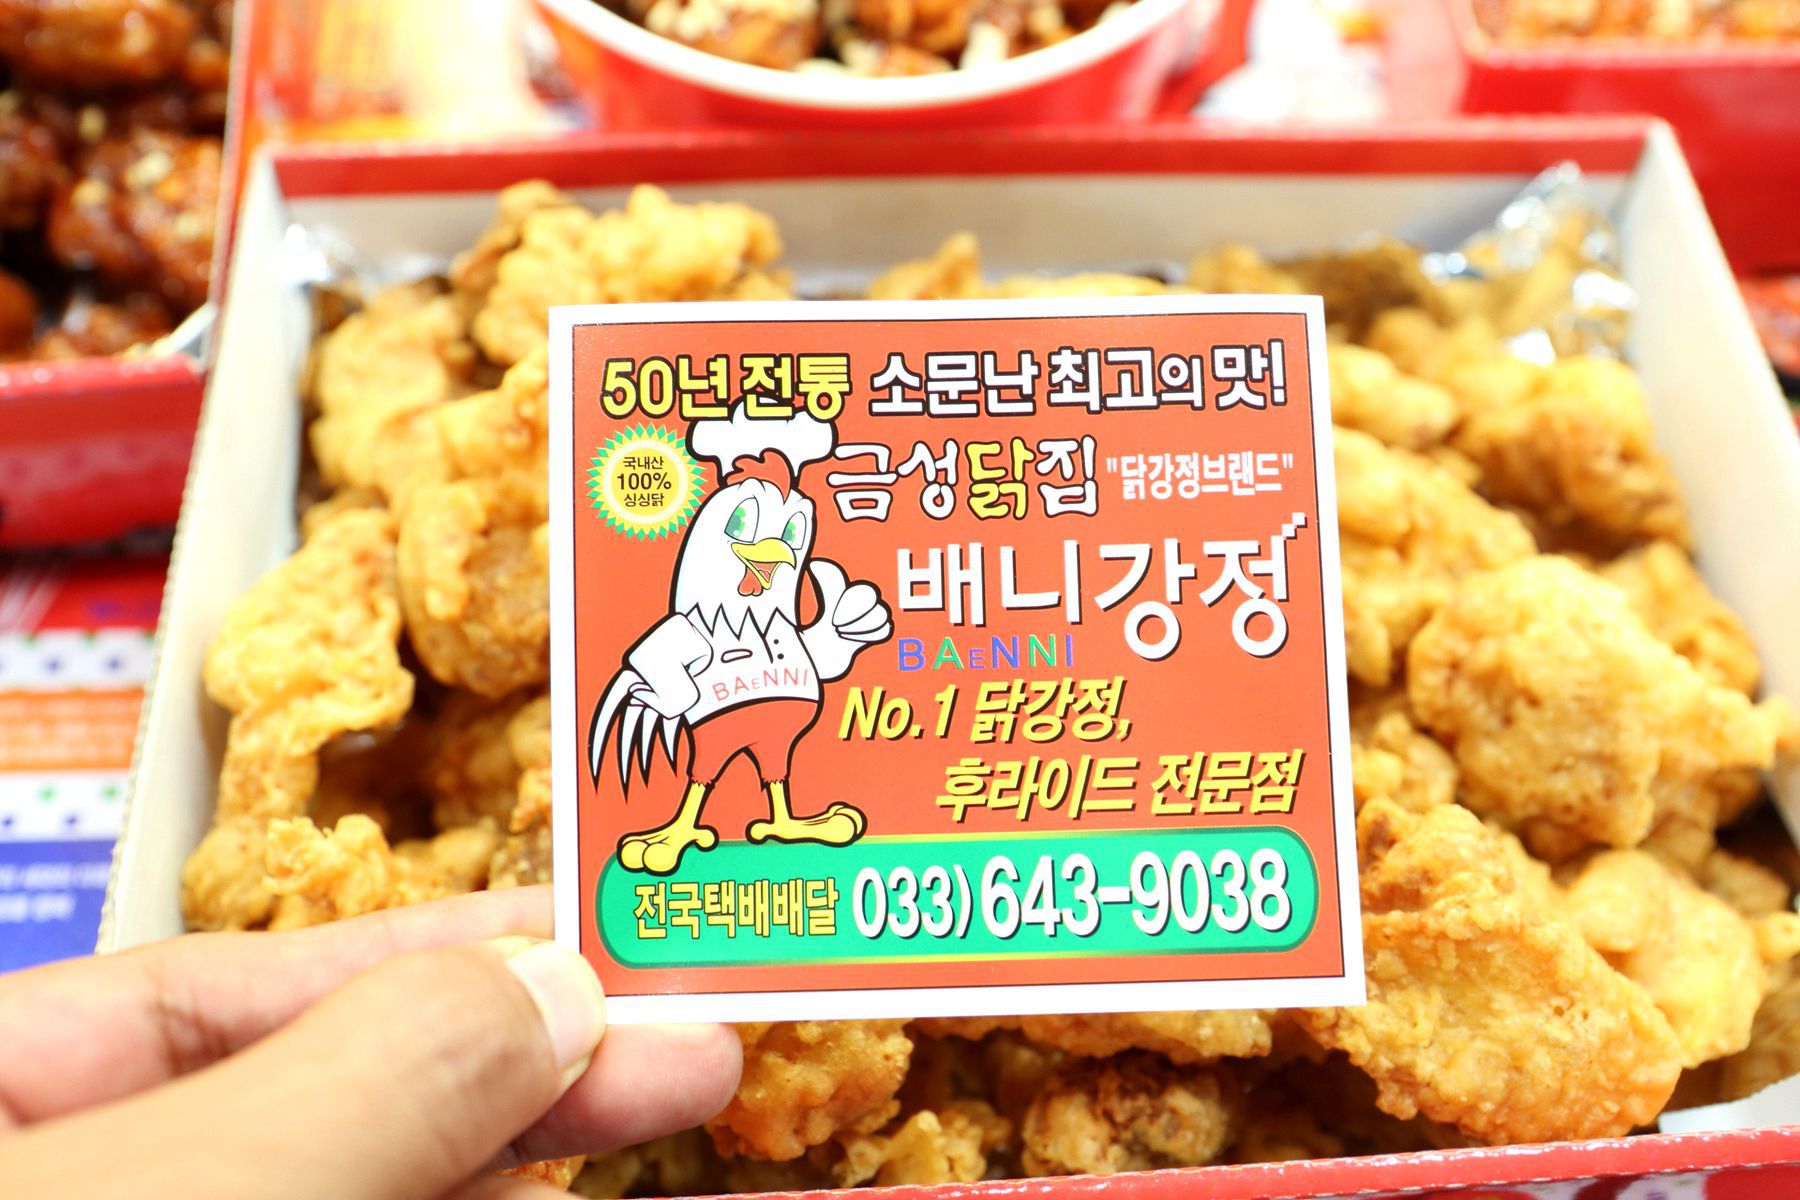 50년 전통 소문난 최고의 맛!
국내산
100%
싱싱닭
금성닭집 "닭강정브랜드"
배니강정
BAENNI
BAENNI
No.1 닭강정,
후라이드 전문점
전국택배배달 033) 643-9038